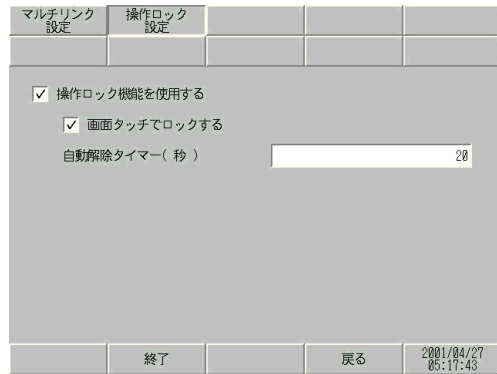 マルチリンク
設定
操作ロック
設定
操作ロック機能を使用する
画面タッチでロックする
自動解除タイマー( 秒 )
20
終了
戻る
2001/04/27
05:17:43